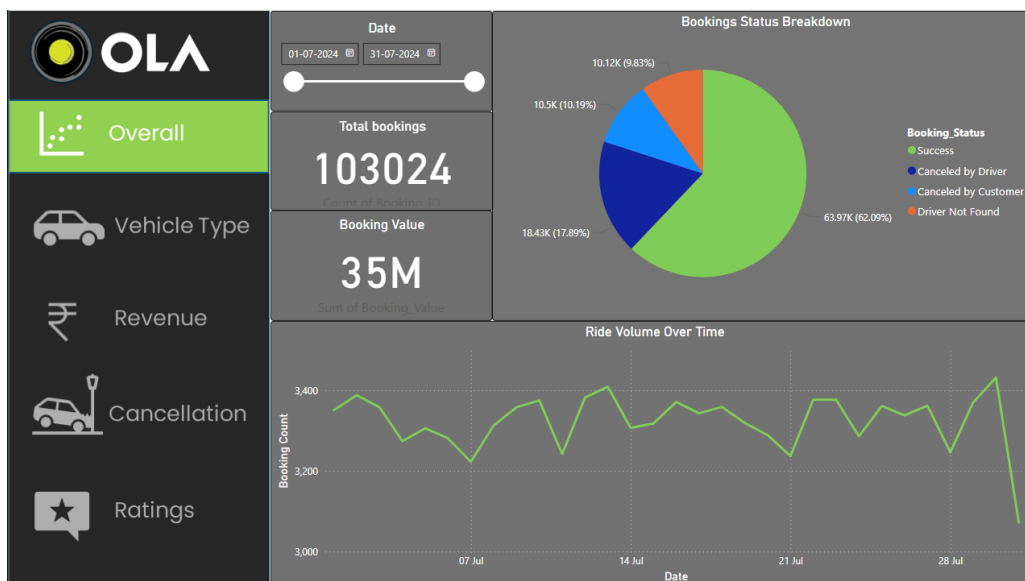 OLA
Overall
Vehicle Type
Revenue
Cancellation
Ratings
Date
01-07-2024 31-07-2024
Total bookings
103024
Count of Booking_ID
Booking Value
35M
Sum of Booking_Value
Bookings Status Breakdown
10.12K (9.83%)
10.5K (10.19%)
18.43K (17.89%)
63.97K (62.09%)
Booking_Status
Success
Canceled by Driver
Canceled by Customer
Driver Not Found
Ride Volume Over Time
Booking Count
3,400
3,200
3,000
07 Jul 14 Jul 21 Jul 28 Jul
Date